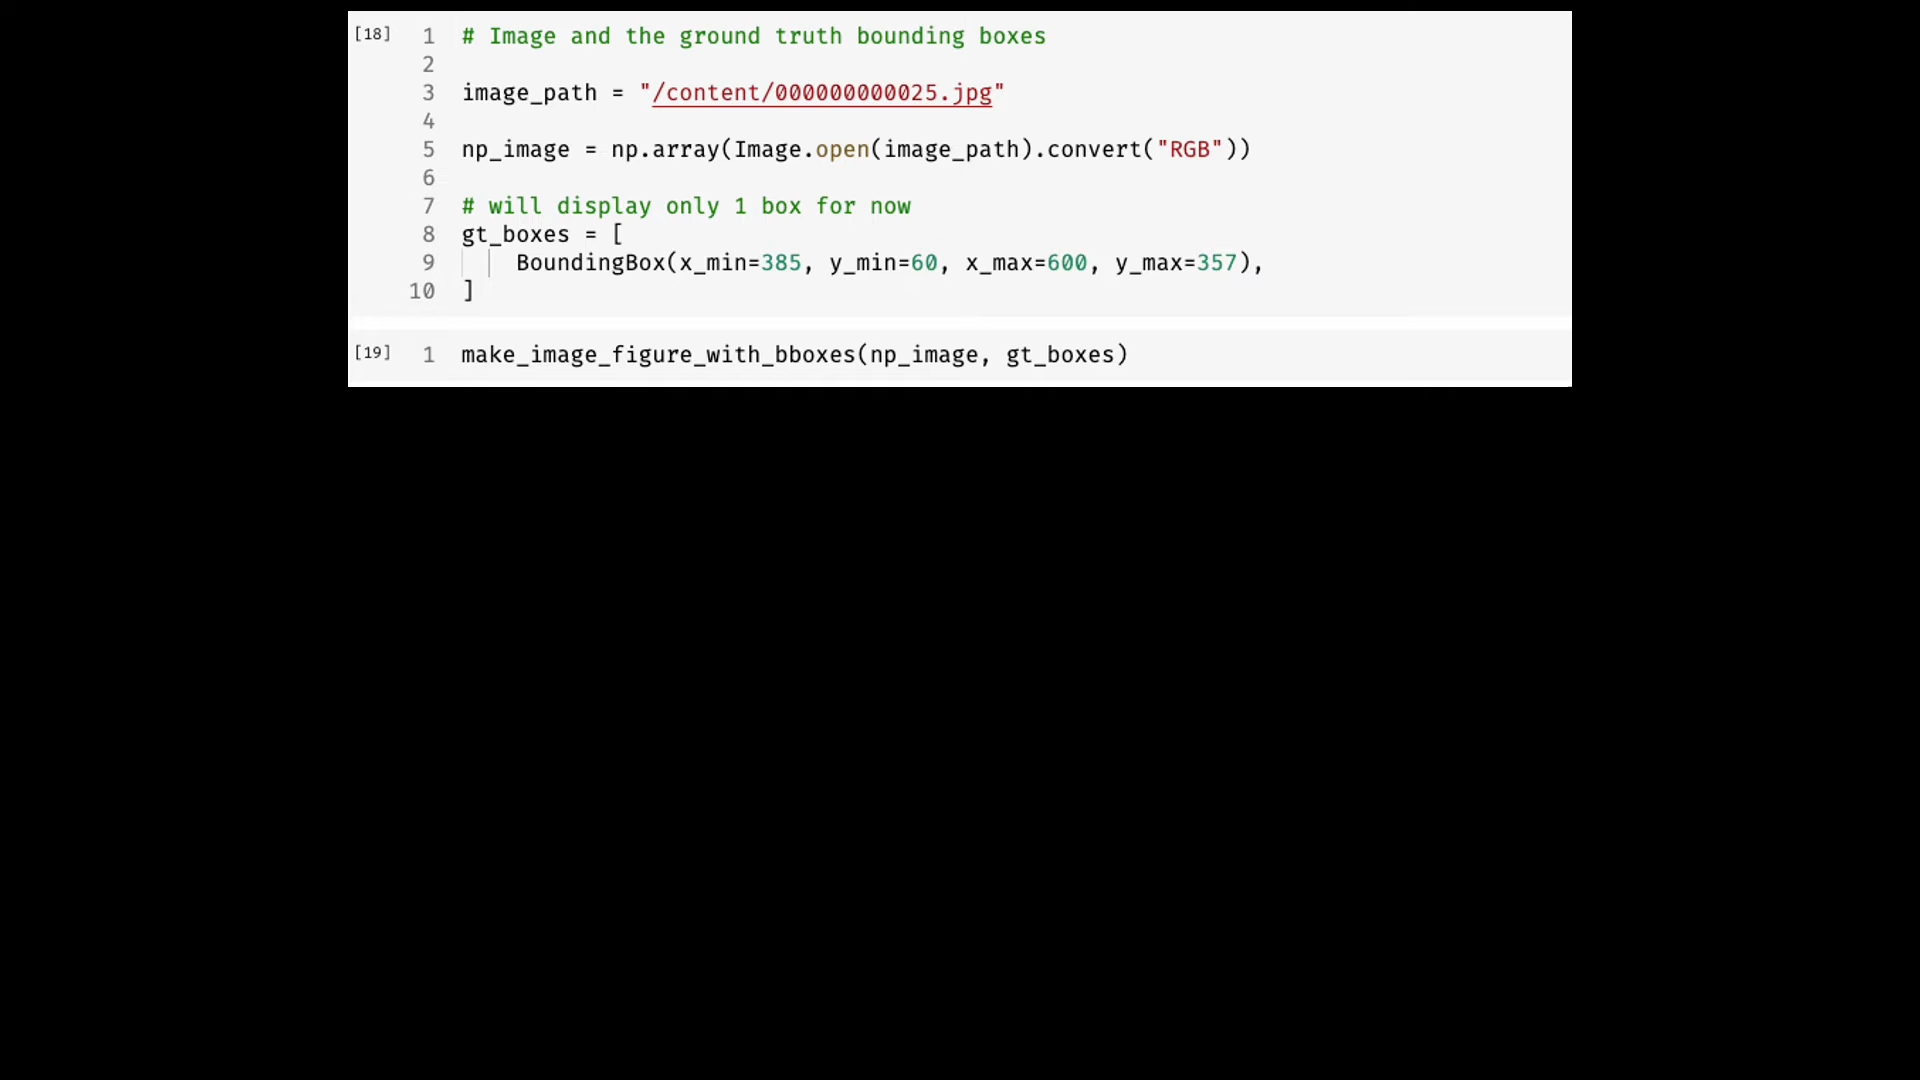 [18] 1 # Image and the ground truth bounding boxes
2
3 image_path = "/content/000000000025.jpg"
4
5 np_image = np.array(Image.open(image_path).convert("RGB"))
6
7 # will display only 1 box for now
8 gt_boxes = [
9 BoundingBox(x_min=385, y_min=60, x_max=600, y_max=357),
10 ]
[19] 1 make_image_figure_with_bboxes(np_image, gt_boxes)